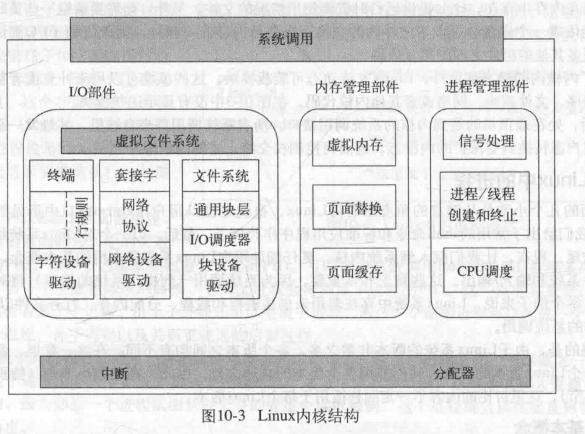 系统调用
I/O部件
内存管理部件
进程管理部件
虚拟文件系统
终端
套接字
文件系统
行规则
网络
协议
通用块层
I/O调度器
字符设备
驱动
网络设备
驱动
块设备
驱动
虚拟内存
页面替换
页面缓存
信号处理
进程/线程
创建和终止
CPU调度
中断
分配器
图10-3 Linux内核结构